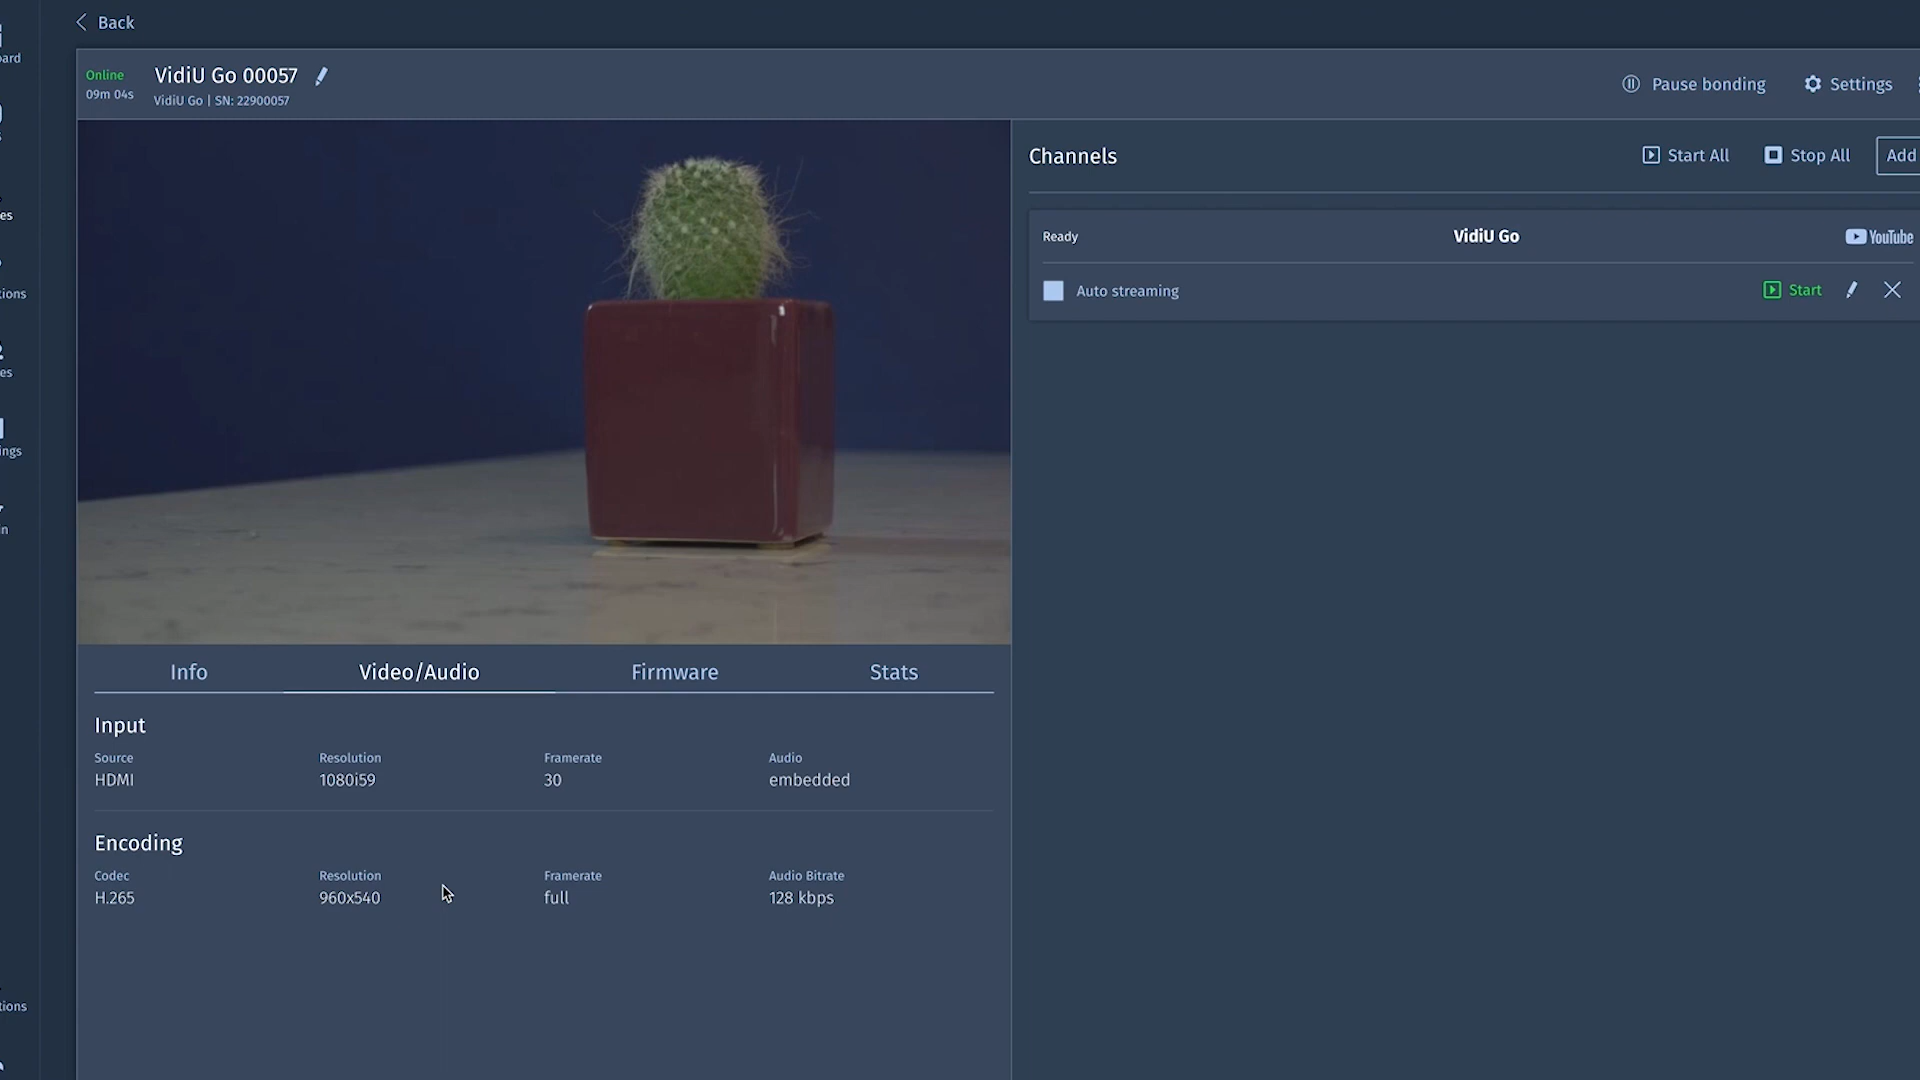 Back
Online
09m 04s
VidiU Go 00057
VidiU Go | SN: 22900057
Pause bonding
Settings
Channels
Start All
Stop All
Add
Ready
VidiU Go
YouTube
Auto streaming
Start
Info
Video/Audio
Firmware
Stats
Input
Source
Resolution
Framerate
Audio
HDMI
1080i59
30
embedded
Encoding
Codec
Resolution
Framerate
Audio Bitrate
H.265
960x540
full
128 kbps